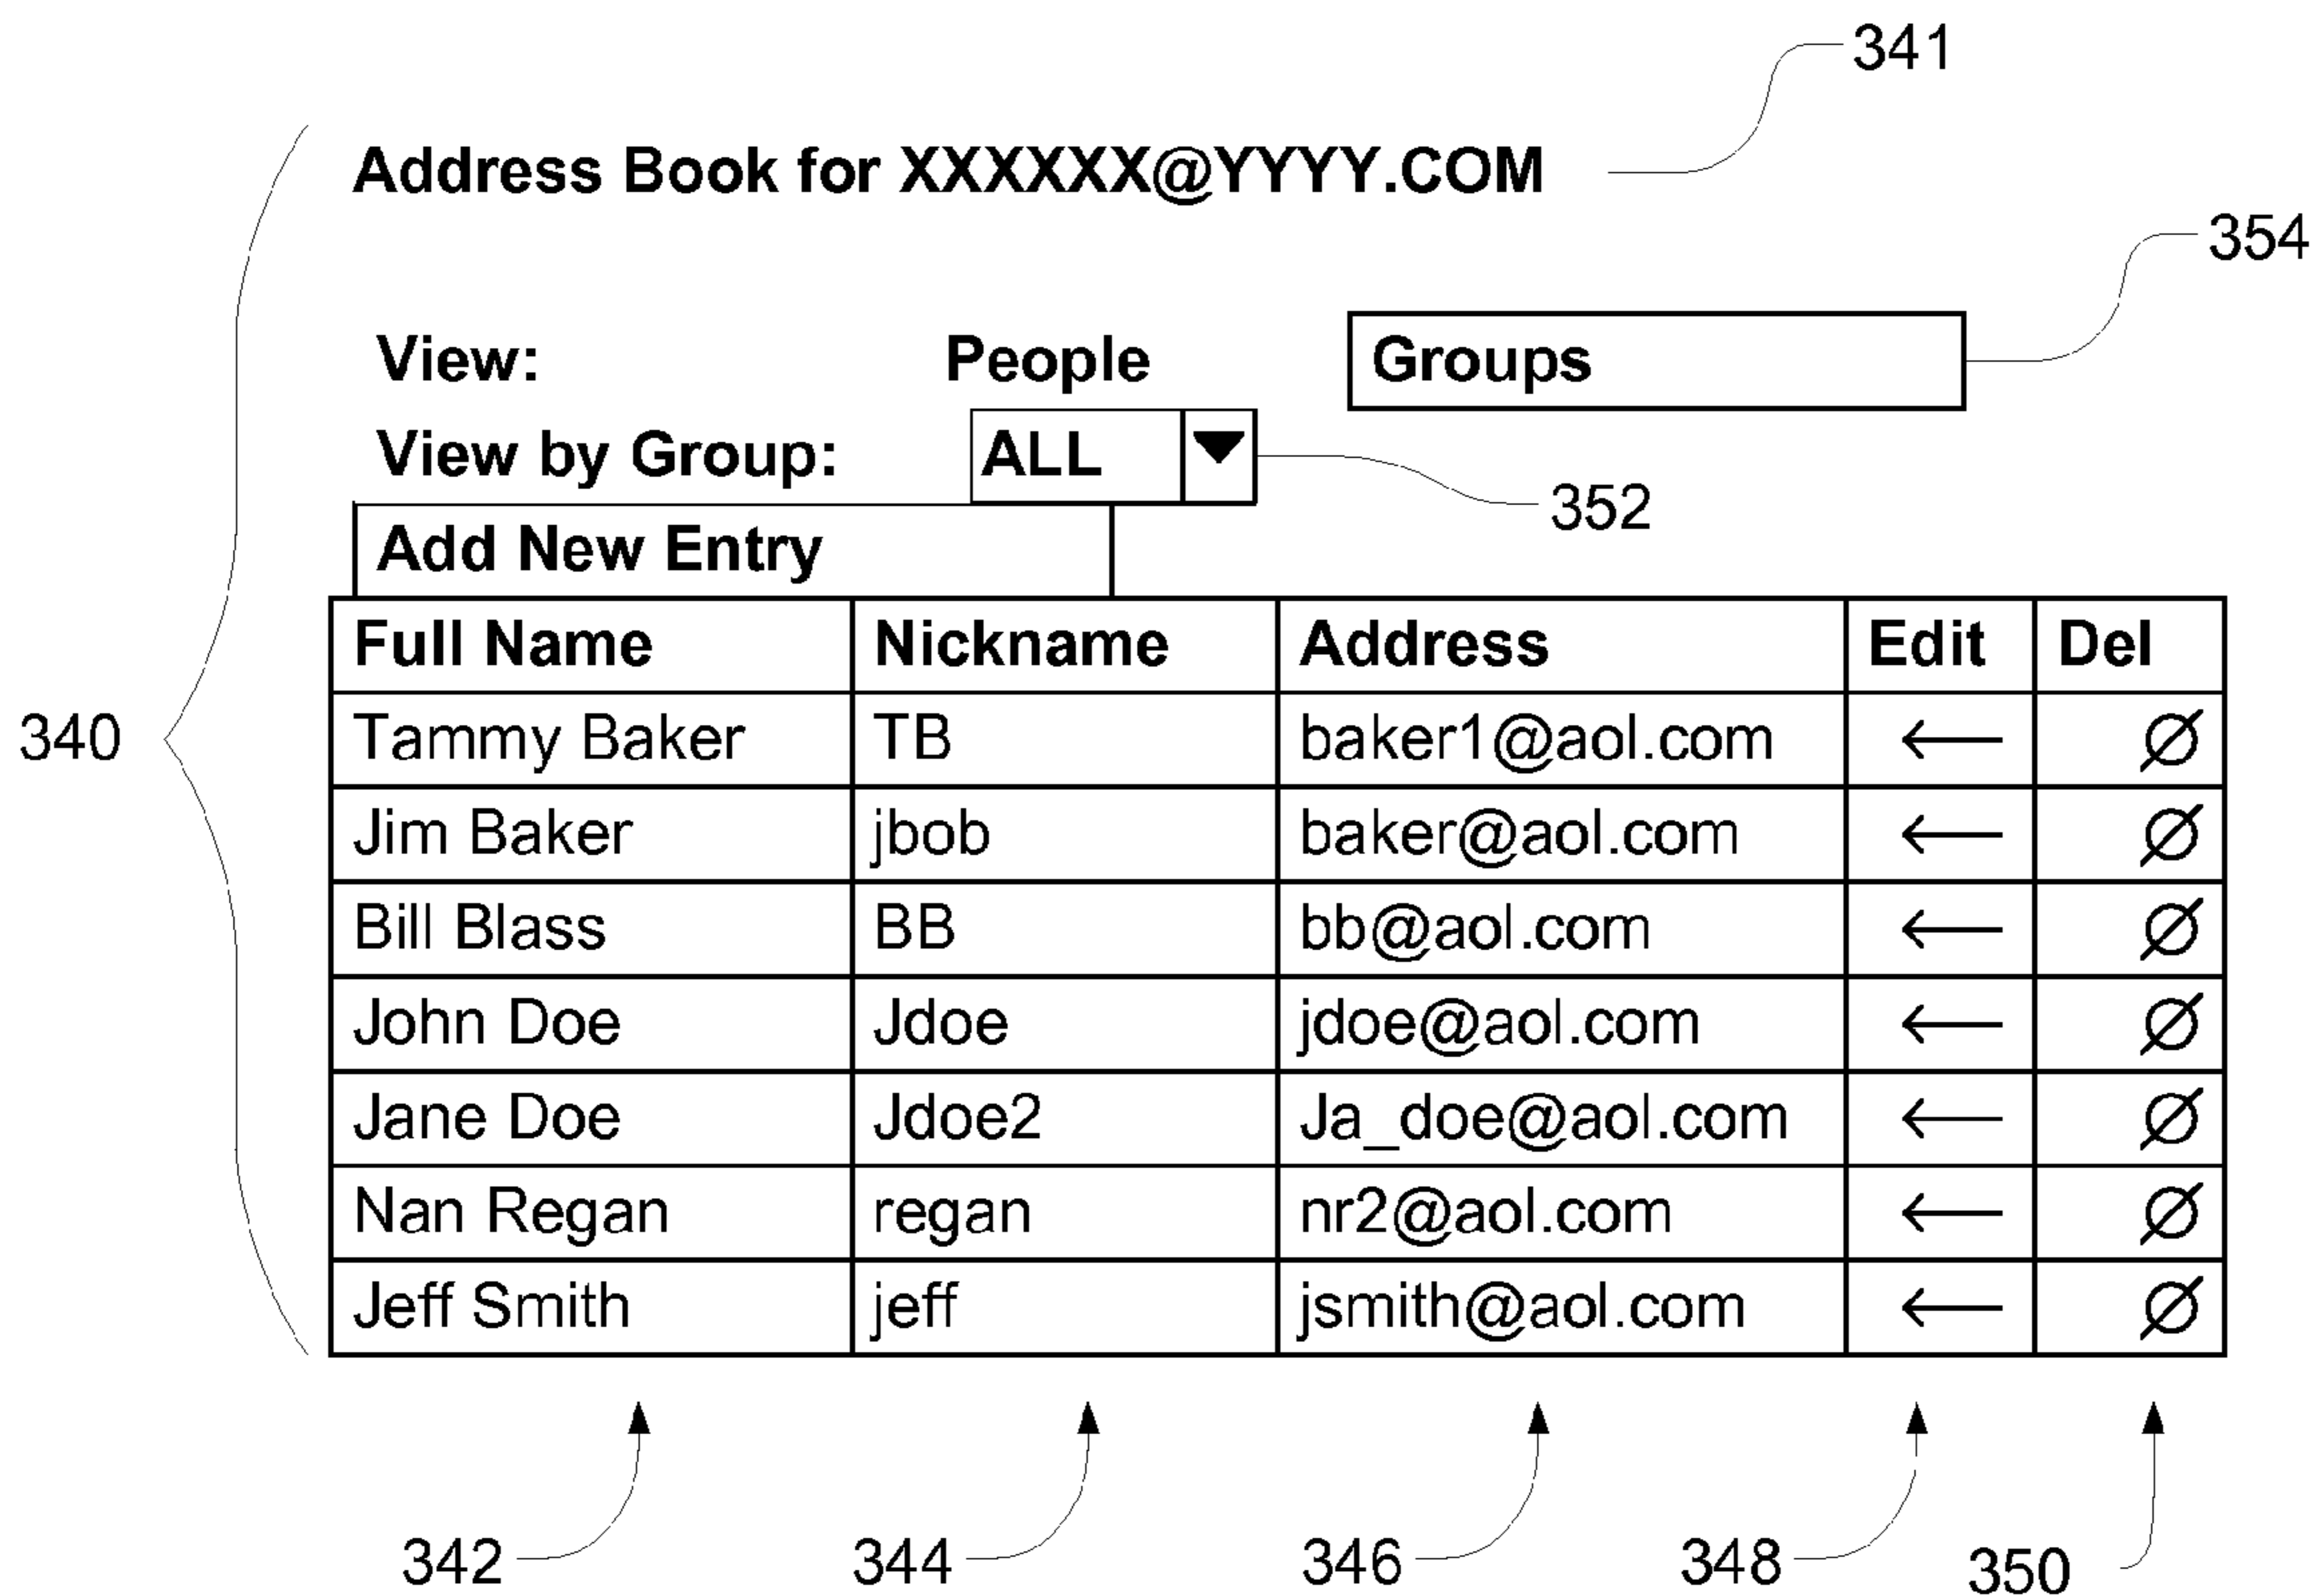 341
Address Book for XXXXXX@YYYY.COM
354
View: People Groups
View by Group: ALL
352
Add New Entry
Full Name Nickname Address Edit Del
340
Tammy Baker TB baker1@aol.com ← ∅
Jim Baker jbob baker@aol.com ← ∅
Bill Blass BB bb@aol.com ← ∅
John Doe Jdoe jdoe@aol.com ← ∅
Jane Doe Jdoe2 Ja_doe@aol.com ← ∅
Nan Regan regan nr2@aol.com ← ∅
Jeff Smith jeff jsmith@aol.com ← ∅
342 344 346 348 350